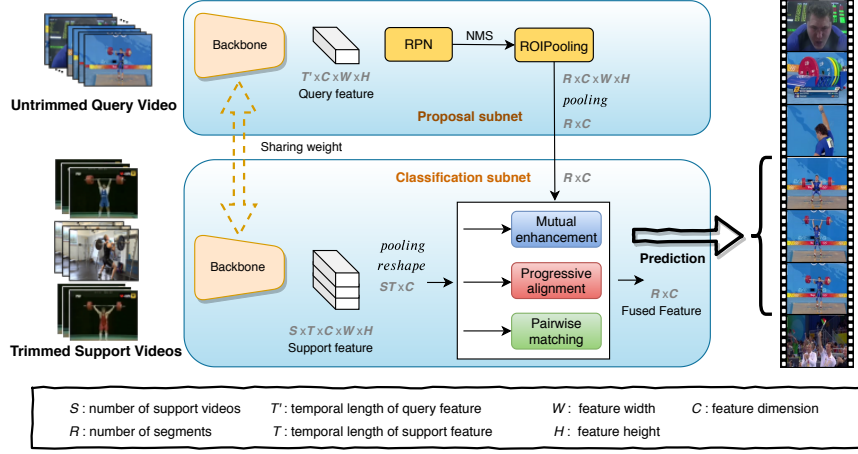 Backbone
RPN
NMS
ROIPooling
T' x C x W x H
Query feature
R x C x W x H
pooling
R x C
Untrimmed Query Video
Proposal subnet
Sharing weight
Classification subnet
R x C
Backbone
pooling
reshape
ST x C
Mutual
enhancement
Progressive
alignment
Pairwise
matching
Prediction
R x C
Fused Feature
S x T x C x W x H
Support feature
Trimmed Support Videos
S : number of support videos
T' : temporal length of query feature
W : feature width
C : feature dimension
R : number of segments
T : temporal length of support feature
H : feature height